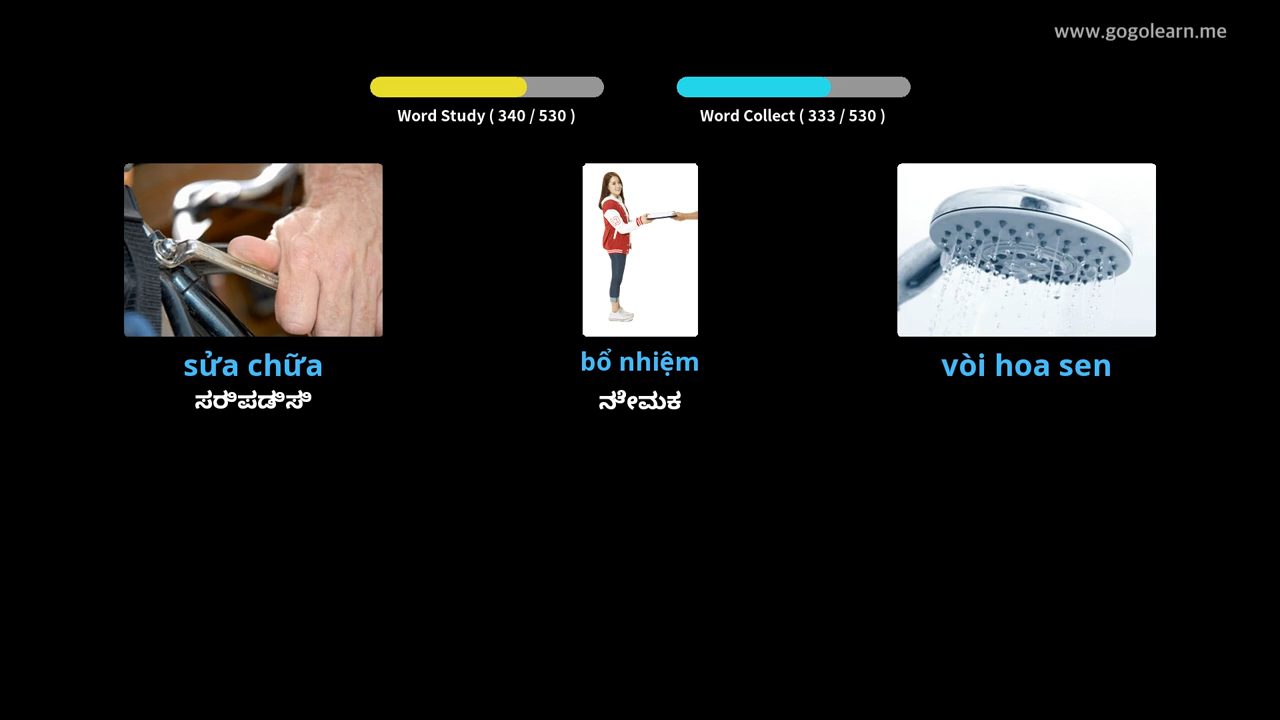 www.gogolearn.me
Word Study ( 340 / 530 )
Word Collect ( 333 / 530 )
sửa chữa
ಸರಿಪಡಿಸಿ
bổ nhiệm
ನೇಮಕ
vòi hoa sen